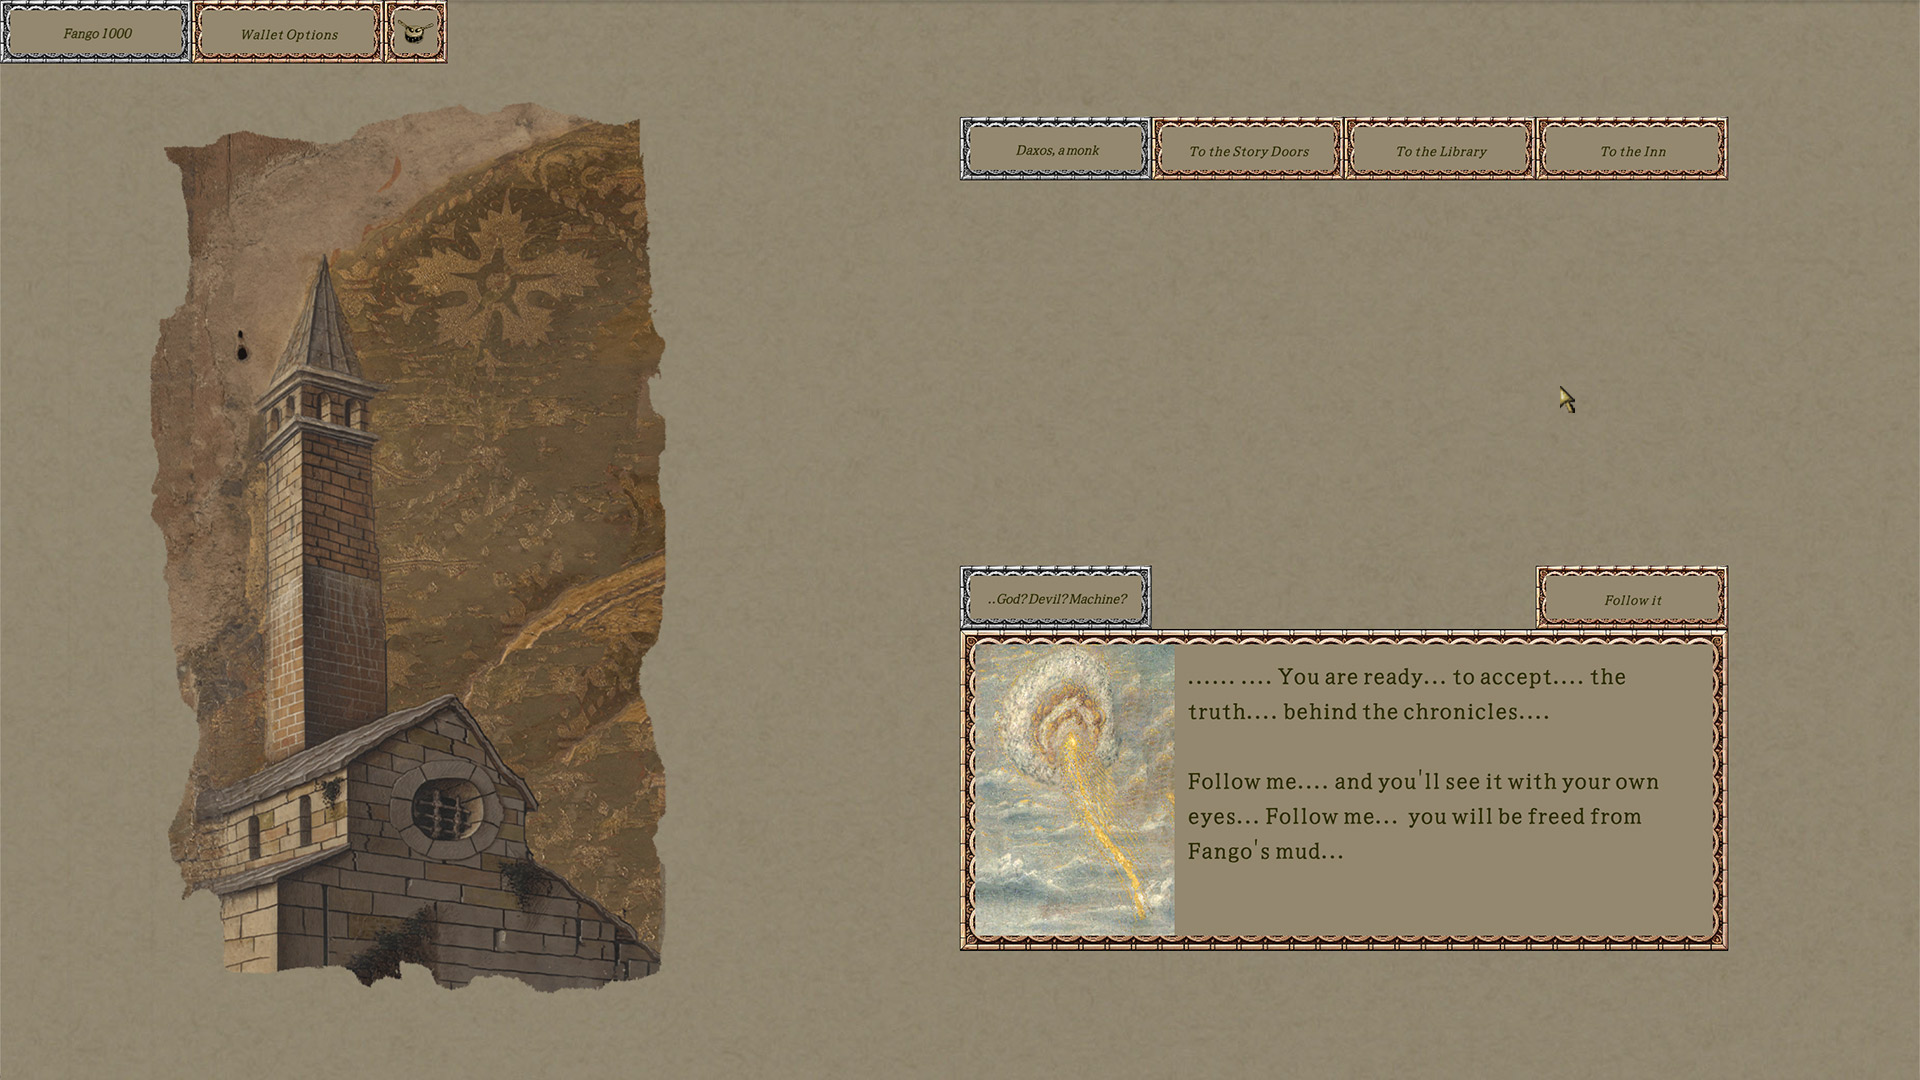 Fango 1000
Wallet Options
Daxos, a monk
To the Story Doors
To the Library
To the Inn
..God? Devil? Machine?
Follow it
...... .... You are ready... to accept.... the
truth.... behind the chronicles....
Follow me.... and you'll see it with your own
eyes... Follow me... you will be freed from
Fango's mud...